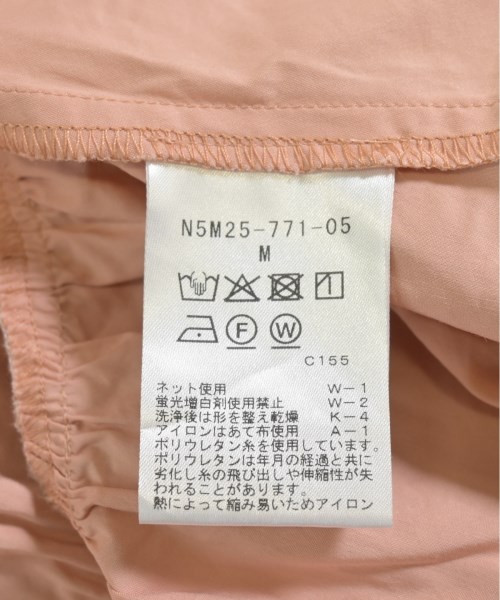 N5M25-771-05
M
F W
C155
ネット使用 W-1
蛍光増白剤使用禁止 W-2
洗浄後は形を整え乾燥 K-4
アイロンはあて布使用 A-1
ポリウレタン糸を使用しています。
ポリウレタンは年月の経過と共に
劣化し糸の飛び出しや伸縮性が失
われることがあります。
熱によって縮み易いためアイロン